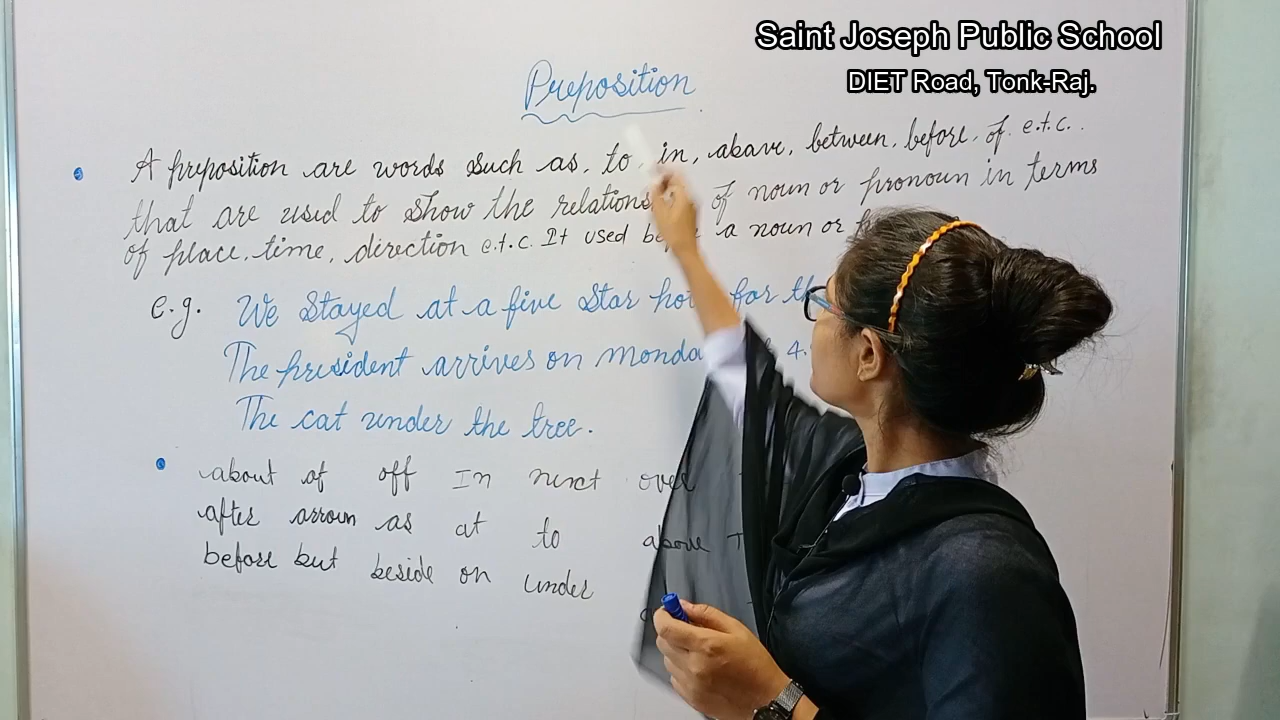 Saint Joseph Public School
DIET Road, Tonk-Raj.
Preposition
A preposition are words such as, to, in, above, between, before, of e.t.c..
that are used to show the relations of noun or pronoun in terms
of place, time, direction e.t.c. It used a noun or
e.g. We Stayed at a five Star for
The president arrives on 4.
The cat under the tree.
about of off In next over
after arroun as at to above
before but beside on under